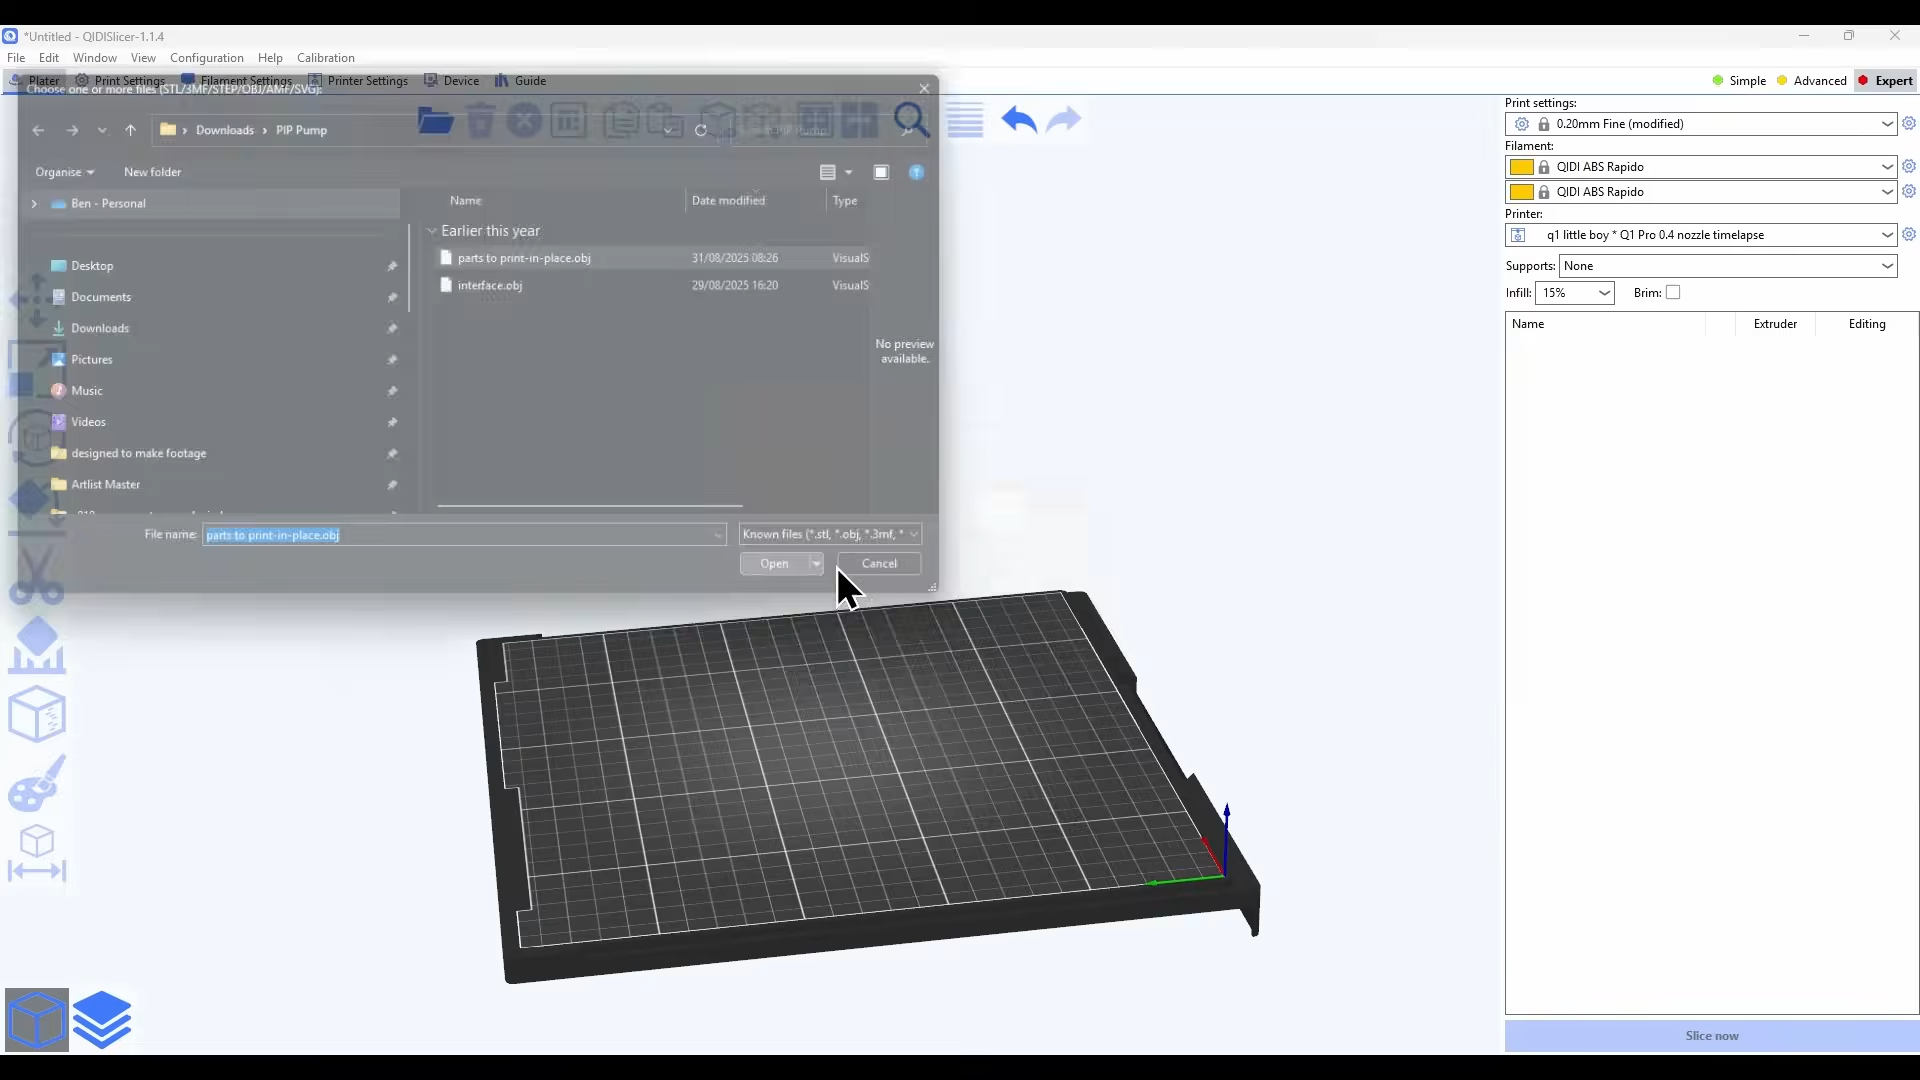 *Untitled - QIDISlicer-1.1.4
File Edit Window View Configuration Help Calibration
Plater Print Settings Filament Settings Printer Settings Device Guide
Simple Advanced Expert
Choose one or more files (STL/3MF/STEP/OBJ/AMF/SVG):
Downloads › PIP Pump
PIP Pump
Organise New folder
Ben - Personal
Desktop
Documents
Downloads
Pictures
Music
Videos
designed to make footage
Artlist Master
Name Date modified Type
Earlier this year
parts to print-in-place.obj 31/08/2025 08:26 VisualS
interface.obj 29/08/2025 16:20 VisualS
No preview
available.
File name: parts to print-in-place.obj Known files (*.stl, *.obj, *.3mf, *
Open Cancel
Print settings:
0.20mm Fine (modified)
Filament:
QIDI ABS Rapido
QIDI ABS Rapido
Printer:
q1 little boy * Q1 Pro 0.4 nozzle timelapse
Supports: None
Infill: 15% Brim:
Name Extruder Editing
Slice now